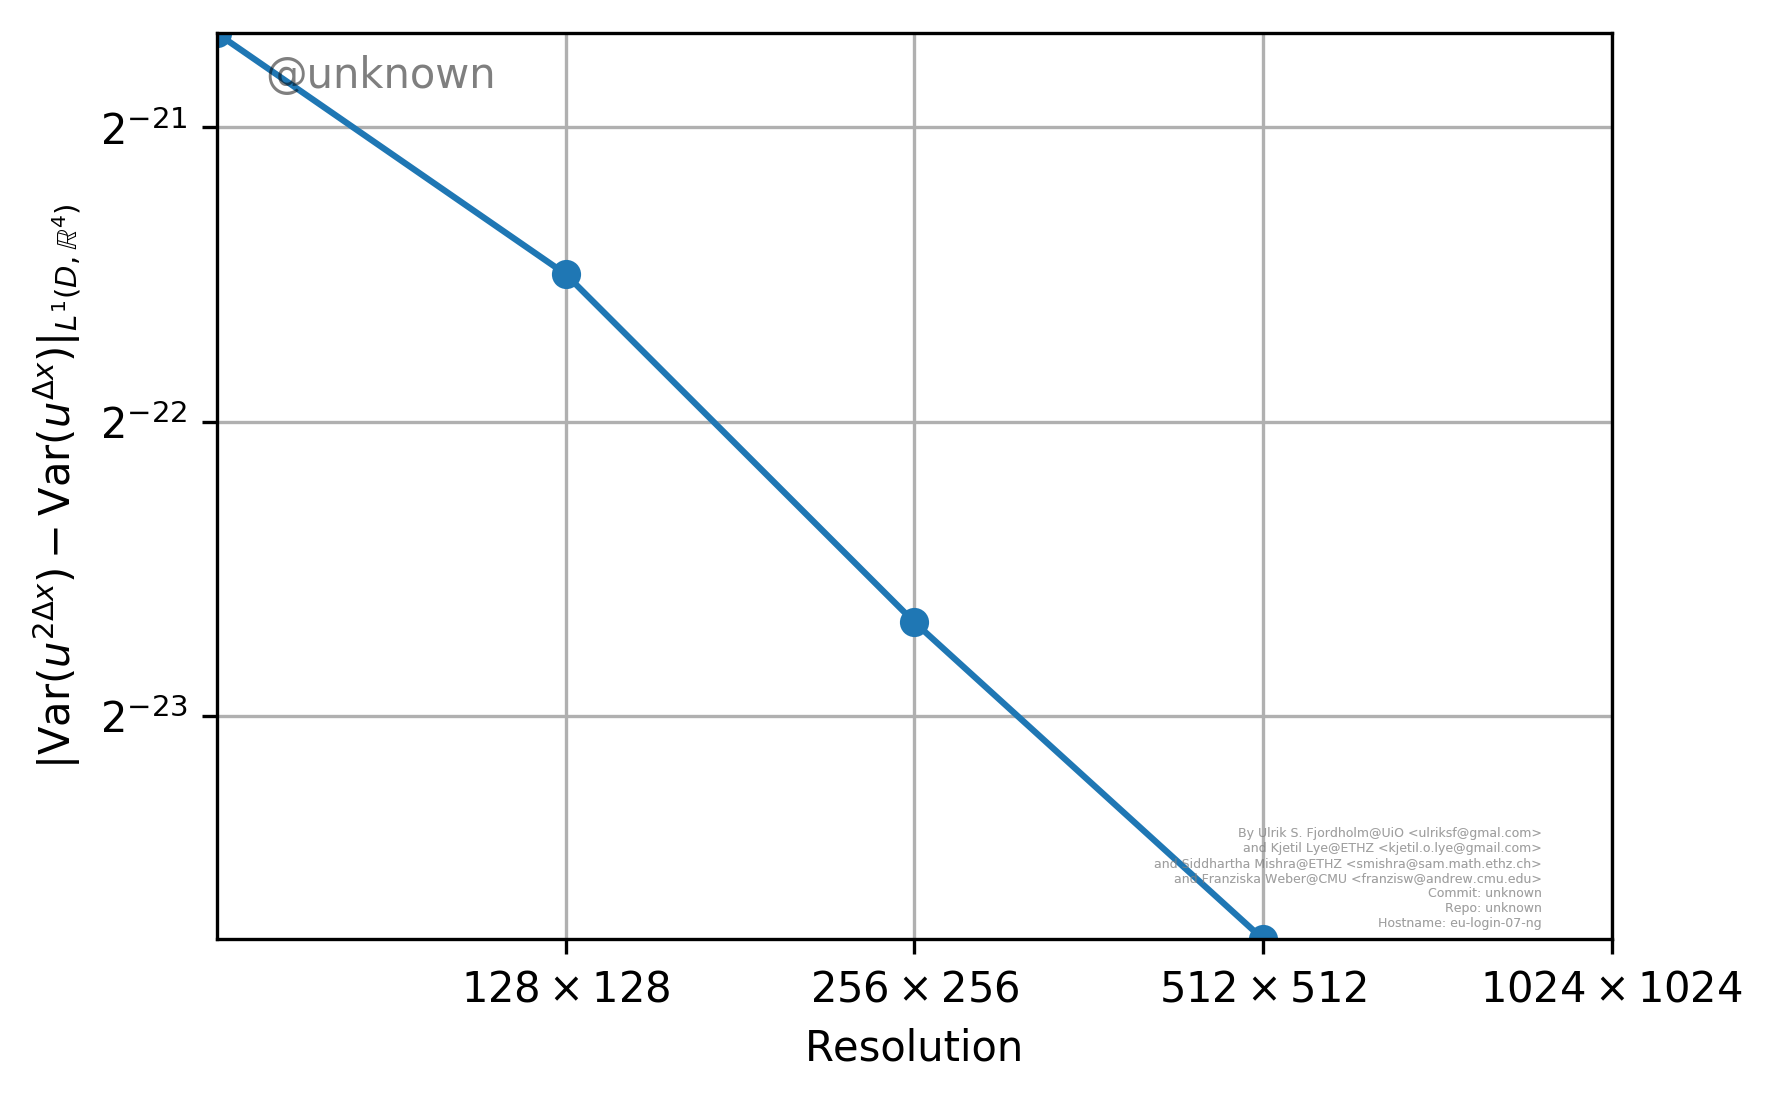 @unknown
2⁻²¹
2⁻²²
2⁻²³
|Var(u^{2Δx}) − Var(u^{Δx})|_{L¹(D, ℝ⁴)}
By Ulrik S. Fjordholm@UiO <ulriksf@gmal.com>
and Kjetil Lye@ETHZ <kjetil.o.lye@gmail.com>
and Siddhartha Mishra@ETHZ <smishra@sam.math.ethz.ch>
and Franziska Weber@CMU <franzisw@andrew.cmu.edu>
Commit: unknown
Repo: unknown
Hostname: eu-login-07-ng
128 × 128 256 × 256 512 × 512 1024 × 1024
Resolution